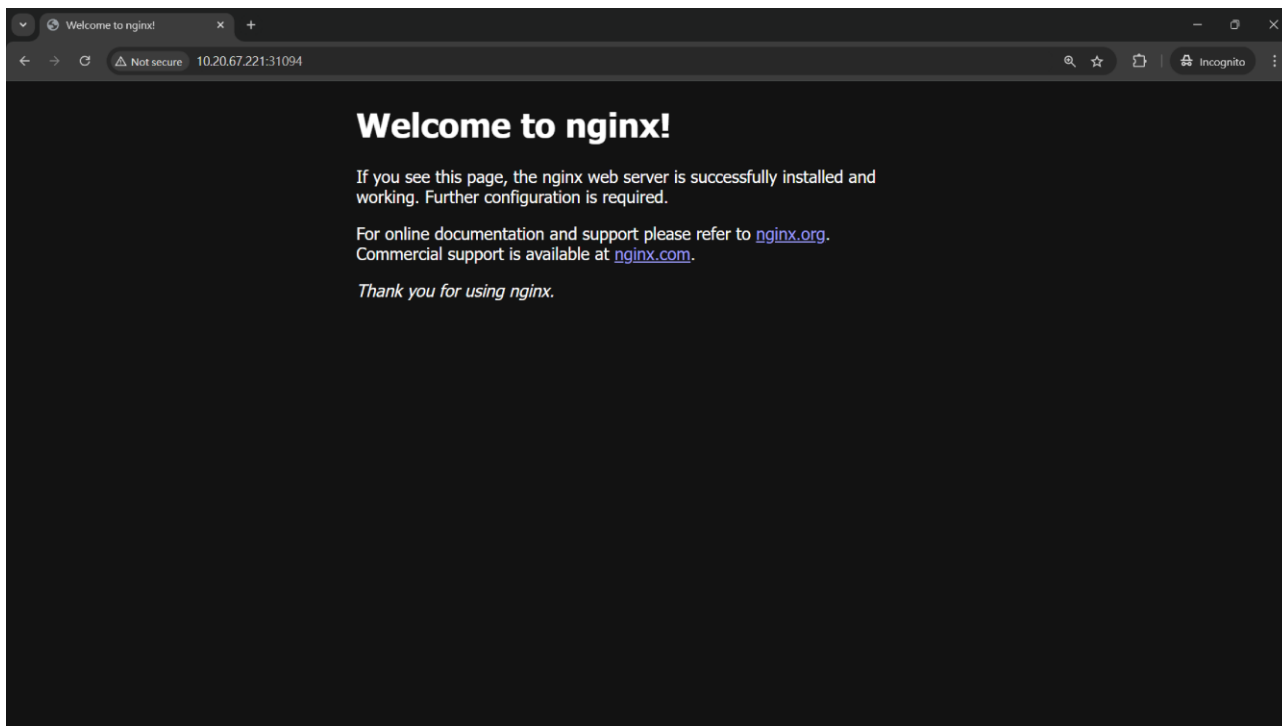 Welcome to nginx!
Not secure 10.20.67.221:31094
Incognito
Welcome to nginx!
If you see this page, the nginx web server is successfully installed and
working. Further configuration is required.
For online documentation and support please refer to nginx.org.
Commercial support is available at nginx.com.
Thank you for using nginx.